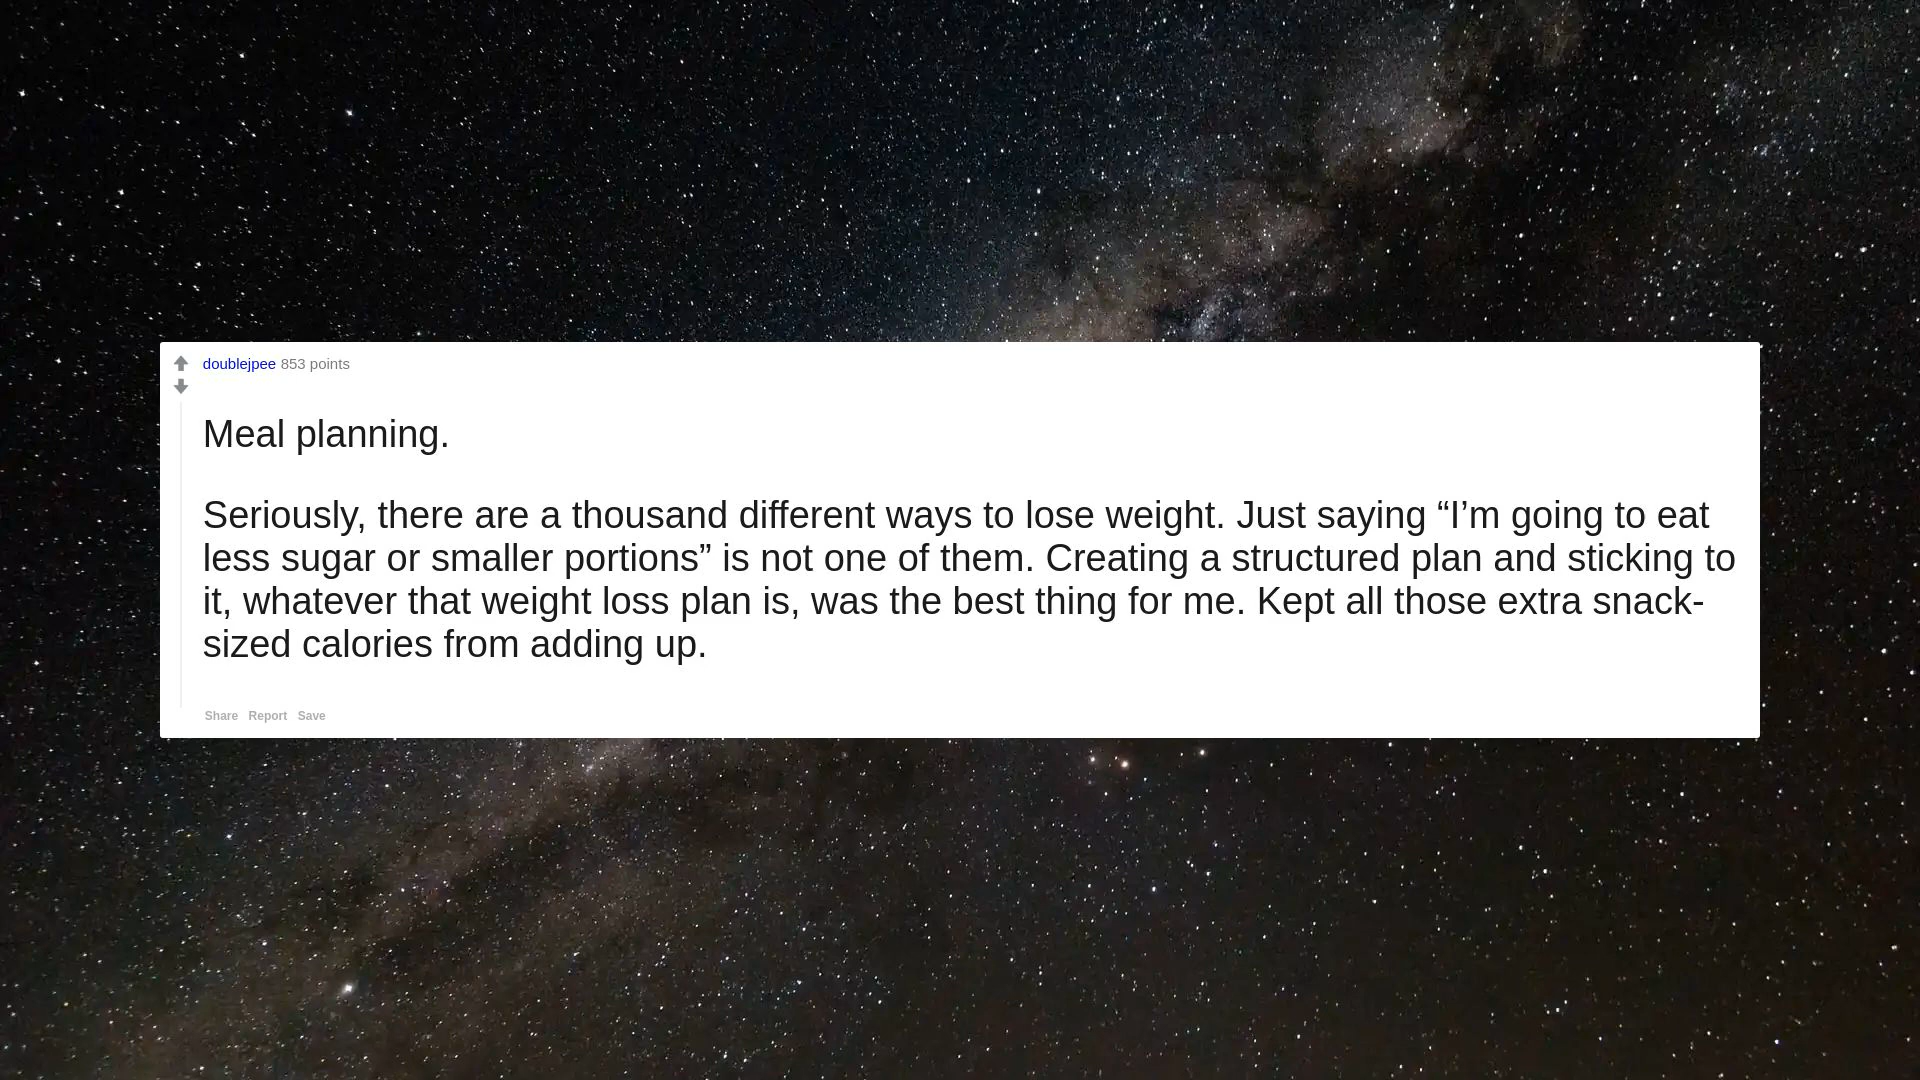 doublejpee 853 points
Meal planning.
Seriously, there are a thousand different ways to lose weight. Just saying “I’m going to eat
less sugar or smaller portions” is not one of them. Creating a structured plan and sticking to
it, whatever that weight loss plan is, was the best thing for me. Kept all those extra snack-
sized calories from adding up.
Share Report Save